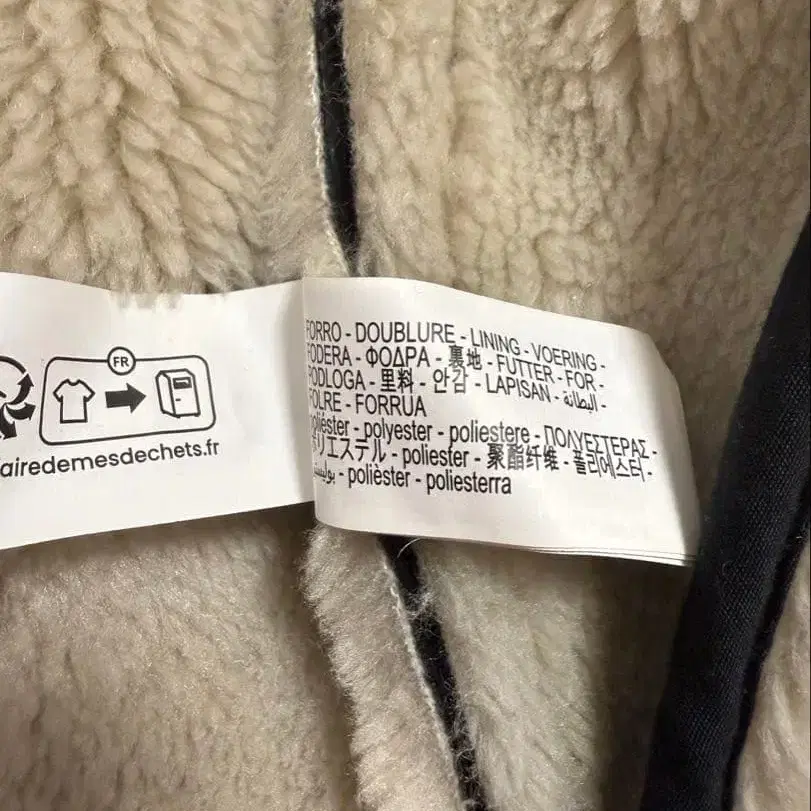 FR
airedemesdechets.fr
FORRO - DOUBLURE - LINING - VOERING -
FODERA - ΦΟΔΡΑ - 裏地 - FUTTER - FOR -
PODLOGA - 里料 - 안감 - LAPISAN - البطانة -
FOLRE - FORRUA
poliéster - polyester - poliestere - ΠΟΛΥΕΣΤΕΡΑΣ -
ポリエステル - poliester - 聚酯纤维 - 폴리에스터 -
بوليستر - polièster - poliesterra